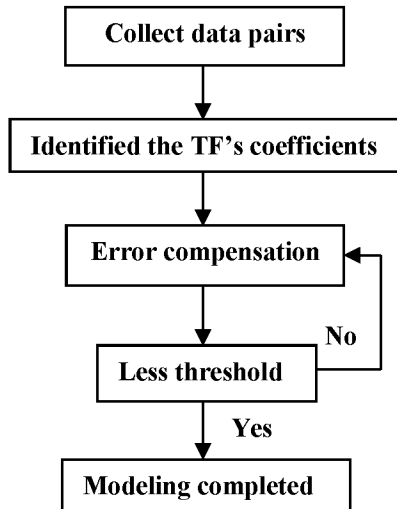 Collect data pairs
Identified the TF's coefficients
Error compensation
No
Less threshold
Yes
Modeling completed